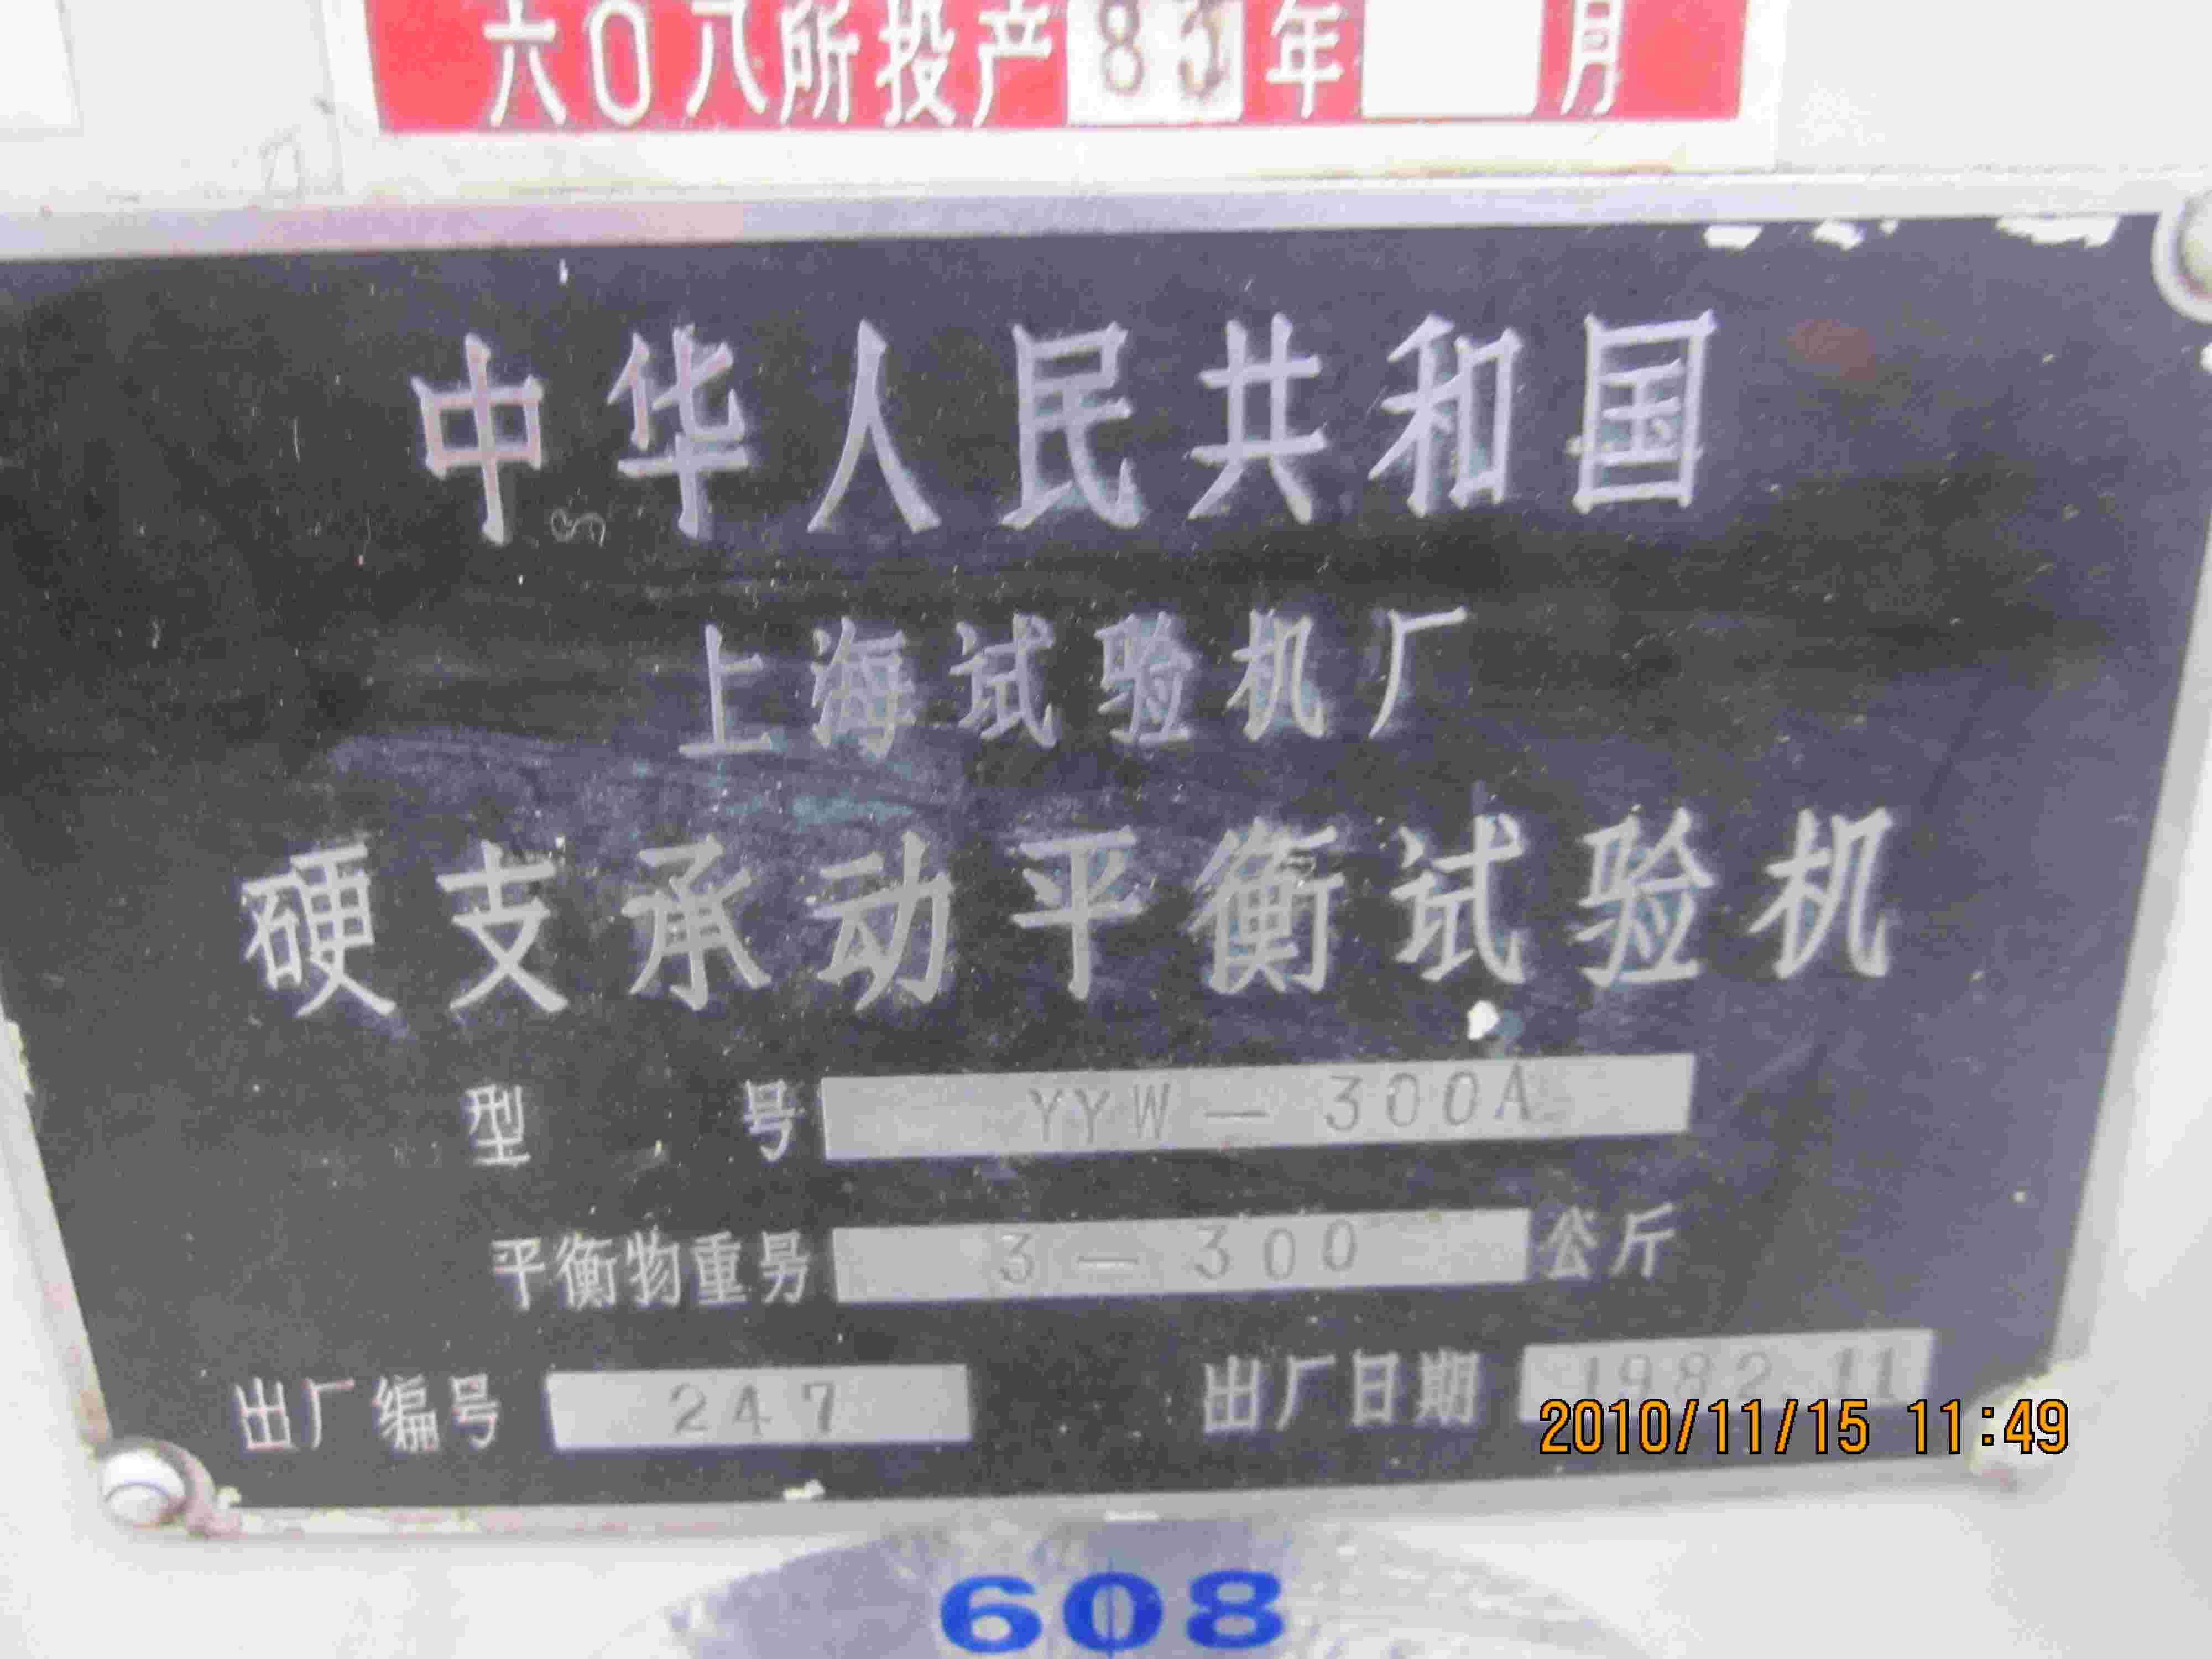 六〇八所投产 83 年 月
中华人民共和国
上海试验机厂
硬支承动平衡试验机
型 号 YYW — 300A
平衡物重量 3 — 300 公斤
出厂编号 247 出厂日期 1982.11
2010/11/15 11:49
608